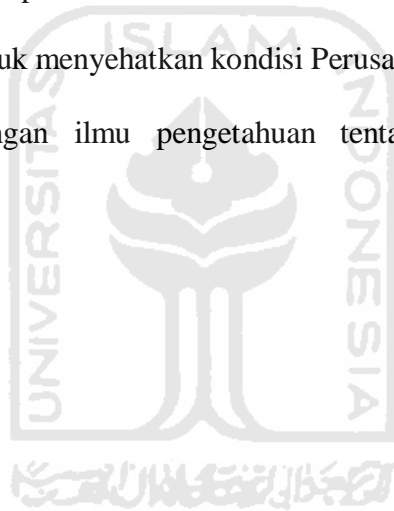 uk menyehatkan kondisi Perusa
ngan ilmu pengetahuan tenta
ISLAM
UNIVERSITAS
INDONESIA